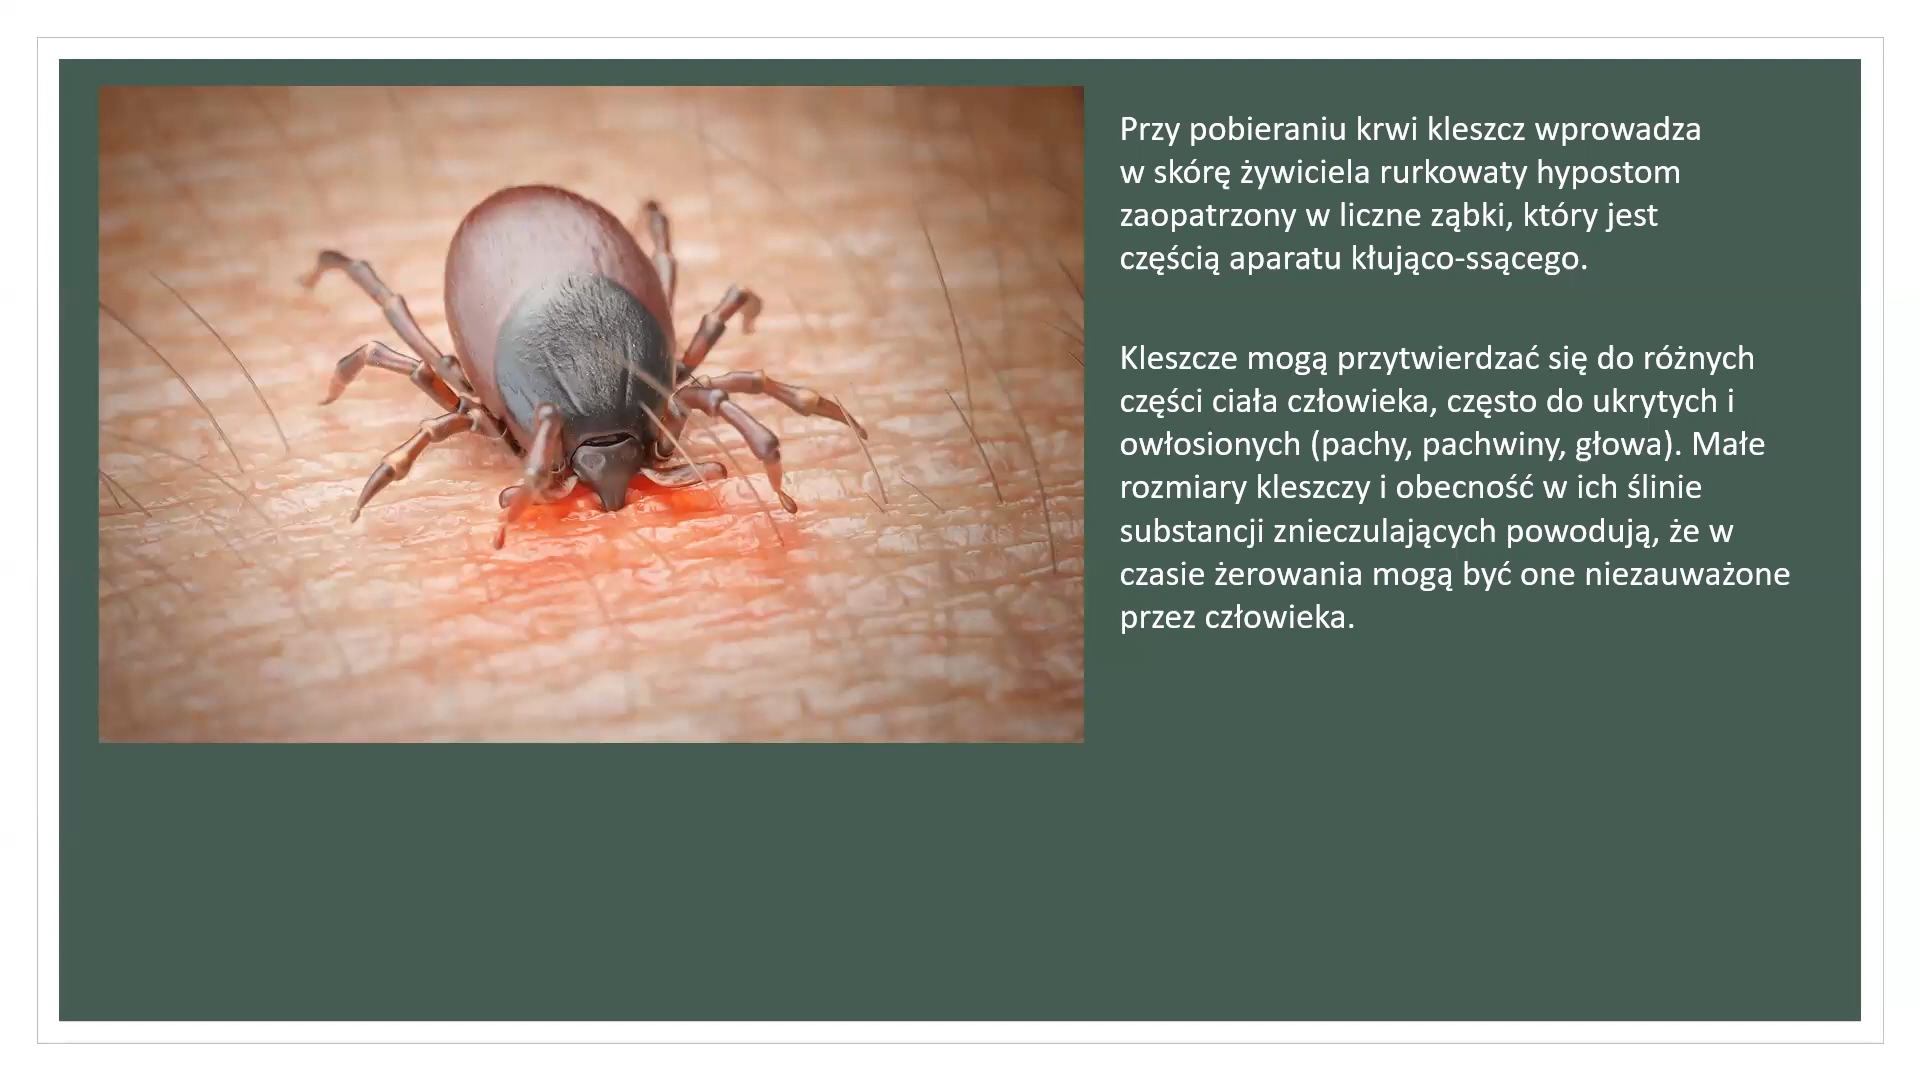 Przy pobieraniu krwi kleszcz wprowadza
w skórę żywiciela rurkowaty hypostom
zaopatrzony w liczne ząbki, który jest
częścią aparatu kłująco-ssącego.
Kleszcze mogą przytwierdzać się do różnych
części ciała człowieka, często do ukrytych i
owłosionych (pachy, pachwiny, głowa). Małe
rozmiary kleszczy i obecność w ich ślinie
substancji znieczulających powodują, że w
czasie żerowania mogą być one niezauważone
przez człowieka.